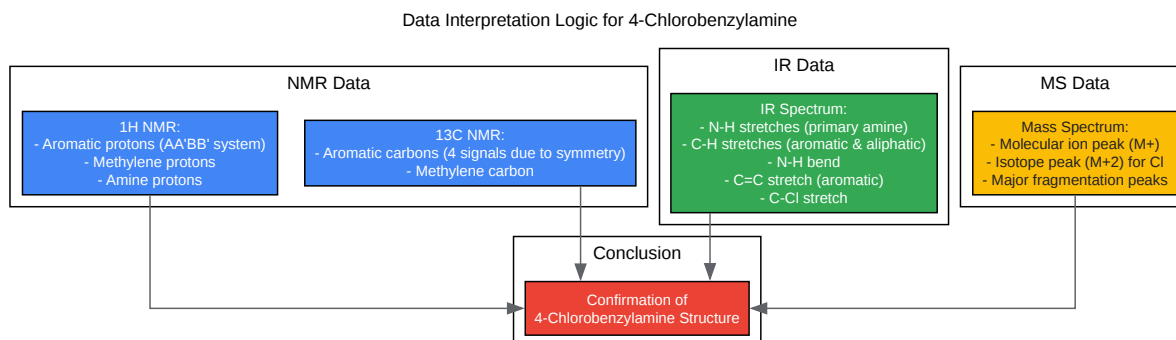 Data Interpretation Logic for 4-Chlorobenzylamine
NMR Data
1H NMR:
- Aromatic protons (AA'BB' system)
- Methylene protons
- Amine protons
13C NMR:
- Aromatic carbons (4 signals due to symmetry)
- Methylene carbon
IR Data
IR Spectrum:
- N-H stretches (primary amine)
- C-H stretches (aromatic & aliphatic)
- N-H bend
- C=C stretch (aromatic)
- C-Cl stretch
MS Data
Mass Spectrum:
- Molecular ion peak (M+)
- Isotope peak (M+2) for Cl
- Major fragmentation peaks
Conclusion
Confirmation of
4-Chlorobenzylamine Structure